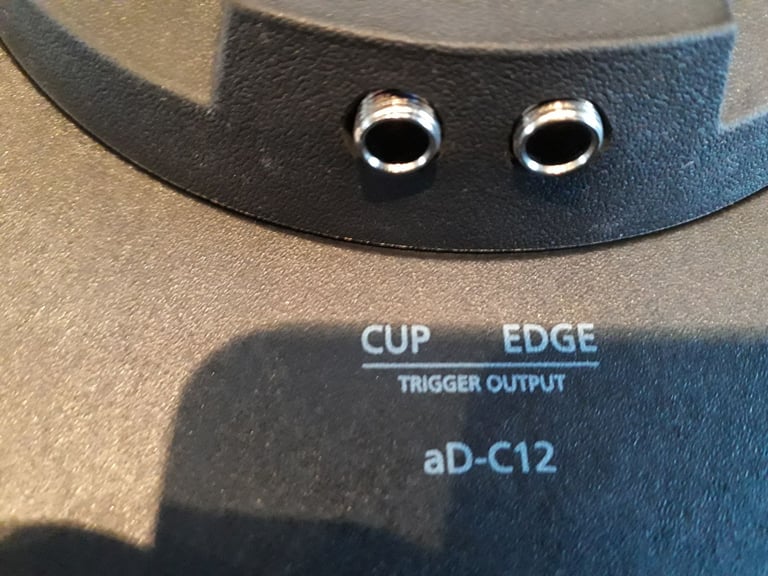 CUP EDGE
TRIGGER OUTPUT
aD-C12